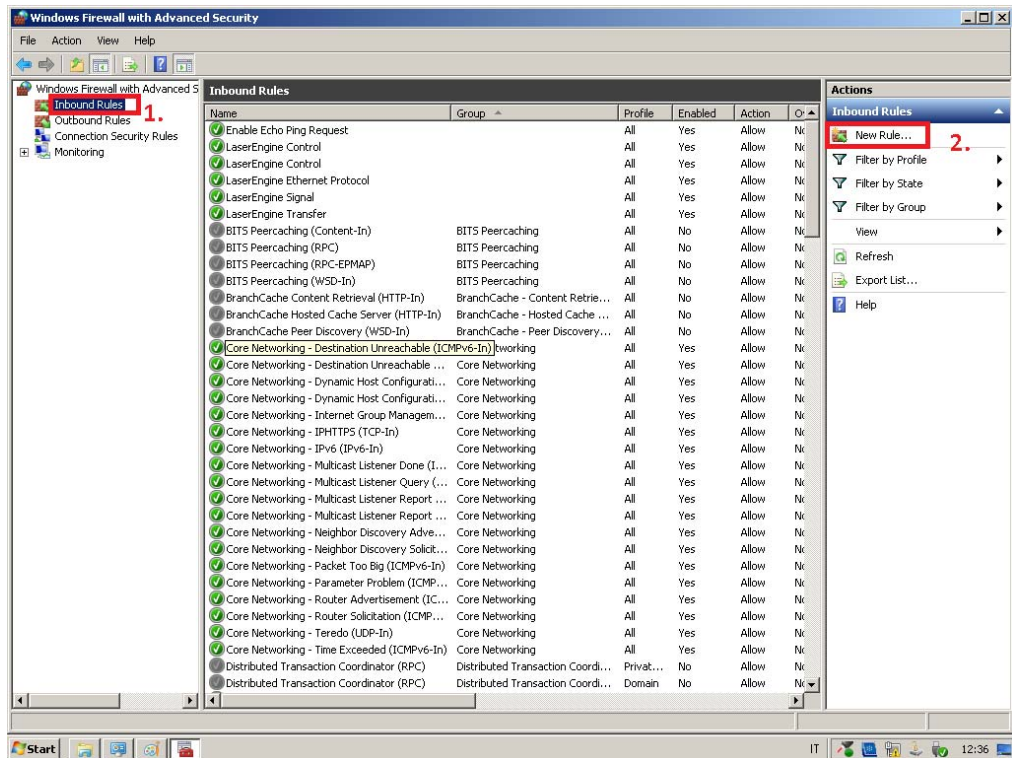 Windows Firewall with Advanced Security
File Action View Help
Windows Firewall with Advanced S
Inbound Rules
1.
Outbound Rules
Connection Security Rules
Monitoring
Inbound Rules
Name Group Profile Enabled Action
Enable Echo Ping Request All Yes Allow
LaserEngine Control All Yes Allow
LaserEngine Control All Yes Allow
LaserEngine Ethernet Protocol All Yes Allow
LaserEngine Signal All Yes Allow
LaserEngine Transfer All Yes Allow
BITS Peercaching (Content-In) BITS Peercaching All No Allow
BITS Peercaching (RPC) BITS Peercaching All No Allow
BITS Peercaching (RPC-EPMAP) BITS Peercaching All No Allow
BITS Peercaching (WSD-In) BITS Peercaching All No Allow
BranchCache Content Retrieval (HTTP-In) BranchCache - Content Retrie... All No Allow
BranchCache Hosted Cache Server (HTTP-In) BranchCache - Hosted Cache ... All No Allow
BranchCache Peer Discovery (WSD-In) BranchCache - Peer Discovery... All No Allow
Core Networking - Destination Unreachable (ICMPv6-In) tworking All Yes Allow
Core Networking - Destination Unreachable ... Core Networking All Yes Allow
Core Networking - Dynamic Host Configurati... Core Networking All Yes Allow
Core Networking - Dynamic Host Configurati... Core Networking All Yes Allow
Core Networking - Internet Group Managem... Core Networking All Yes Allow
Core Networking - IPHTTPS (TCP-In) Core Networking All Yes Allow
Core Networking - IPv6 (IPv6-In) Core Networking All Yes Allow
Core Networking - Multicast Listener Done (I... Core Networking All Yes Allow
Core Networking - Multicast Listener Query (... Core Networking All Yes Allow
Core Networking - Multicast Listener Report ... Core Networking All Yes Allow
Core Networking - Multicast Listener Report ... Core Networking All Yes Allow
Core Networking - Neighbor Discovery Adve... Core Networking All Yes Allow
Core Networking - Neighbor Discovery Solicit... Core Networking All Yes Allow
Core Networking - Packet Too Big (ICMPv6-In) Core Networking All Yes Allow
Core Networking - Parameter Problem (ICMP... Core Networking All Yes Allow
Core Networking - Router Advertisement (IC... Core Networking All Yes Allow
Core Networking - Router Solicitation (ICMP... Core Networking All Yes Allow
Core Networking - Teredo (UDP-In) Core Networking All Yes Allow
Core Networking - Time Exceeded (ICMPv6-In) Core Networking All Yes Allow
Distributed Transaction Coordinator (RPC) Distributed Transaction Coordi... Privat... No Allow
Distributed Transaction Coordinator (RPC) Distributed Transaction Coordi... Domain No Allow
Actions
Inbound Rules
New Rule...
2.
Filter by Profile
Filter by State
Filter by Group
View
Refresh
Export List...
Help
Start
IT
12:36